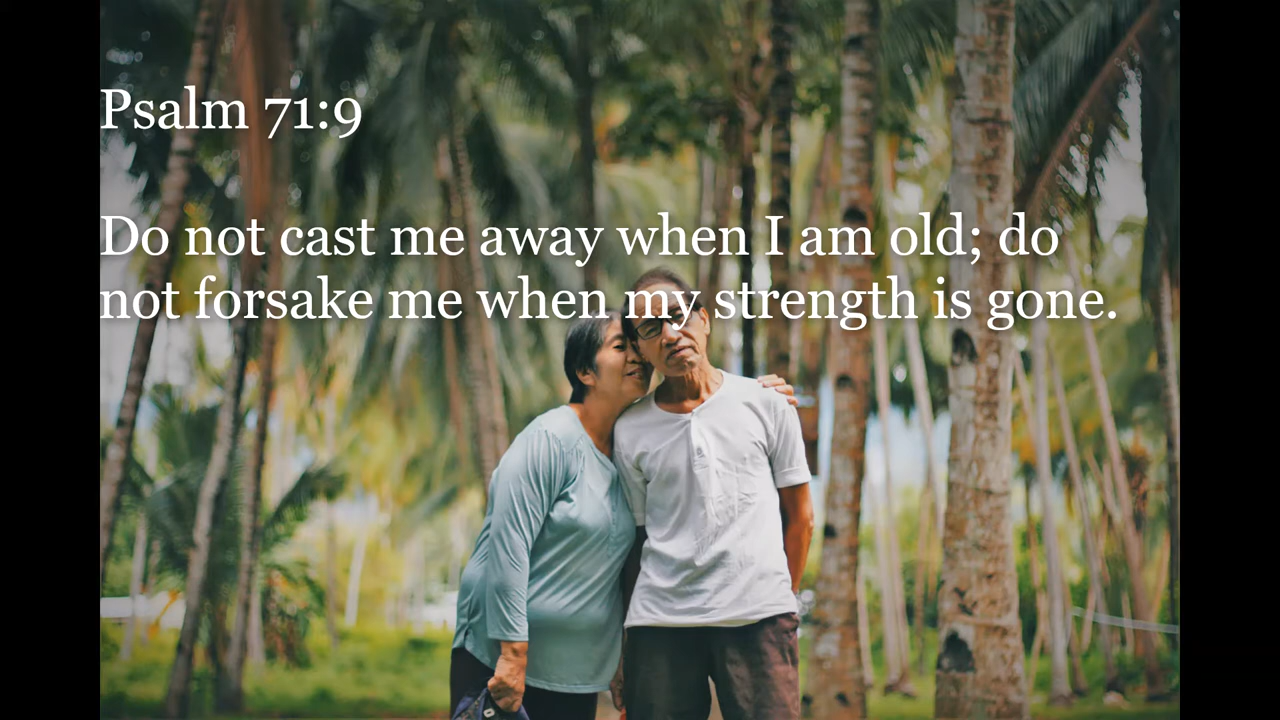 Psalm 71:9
Do not cast me away when I am old; do
not forsake me when my strength is gone.